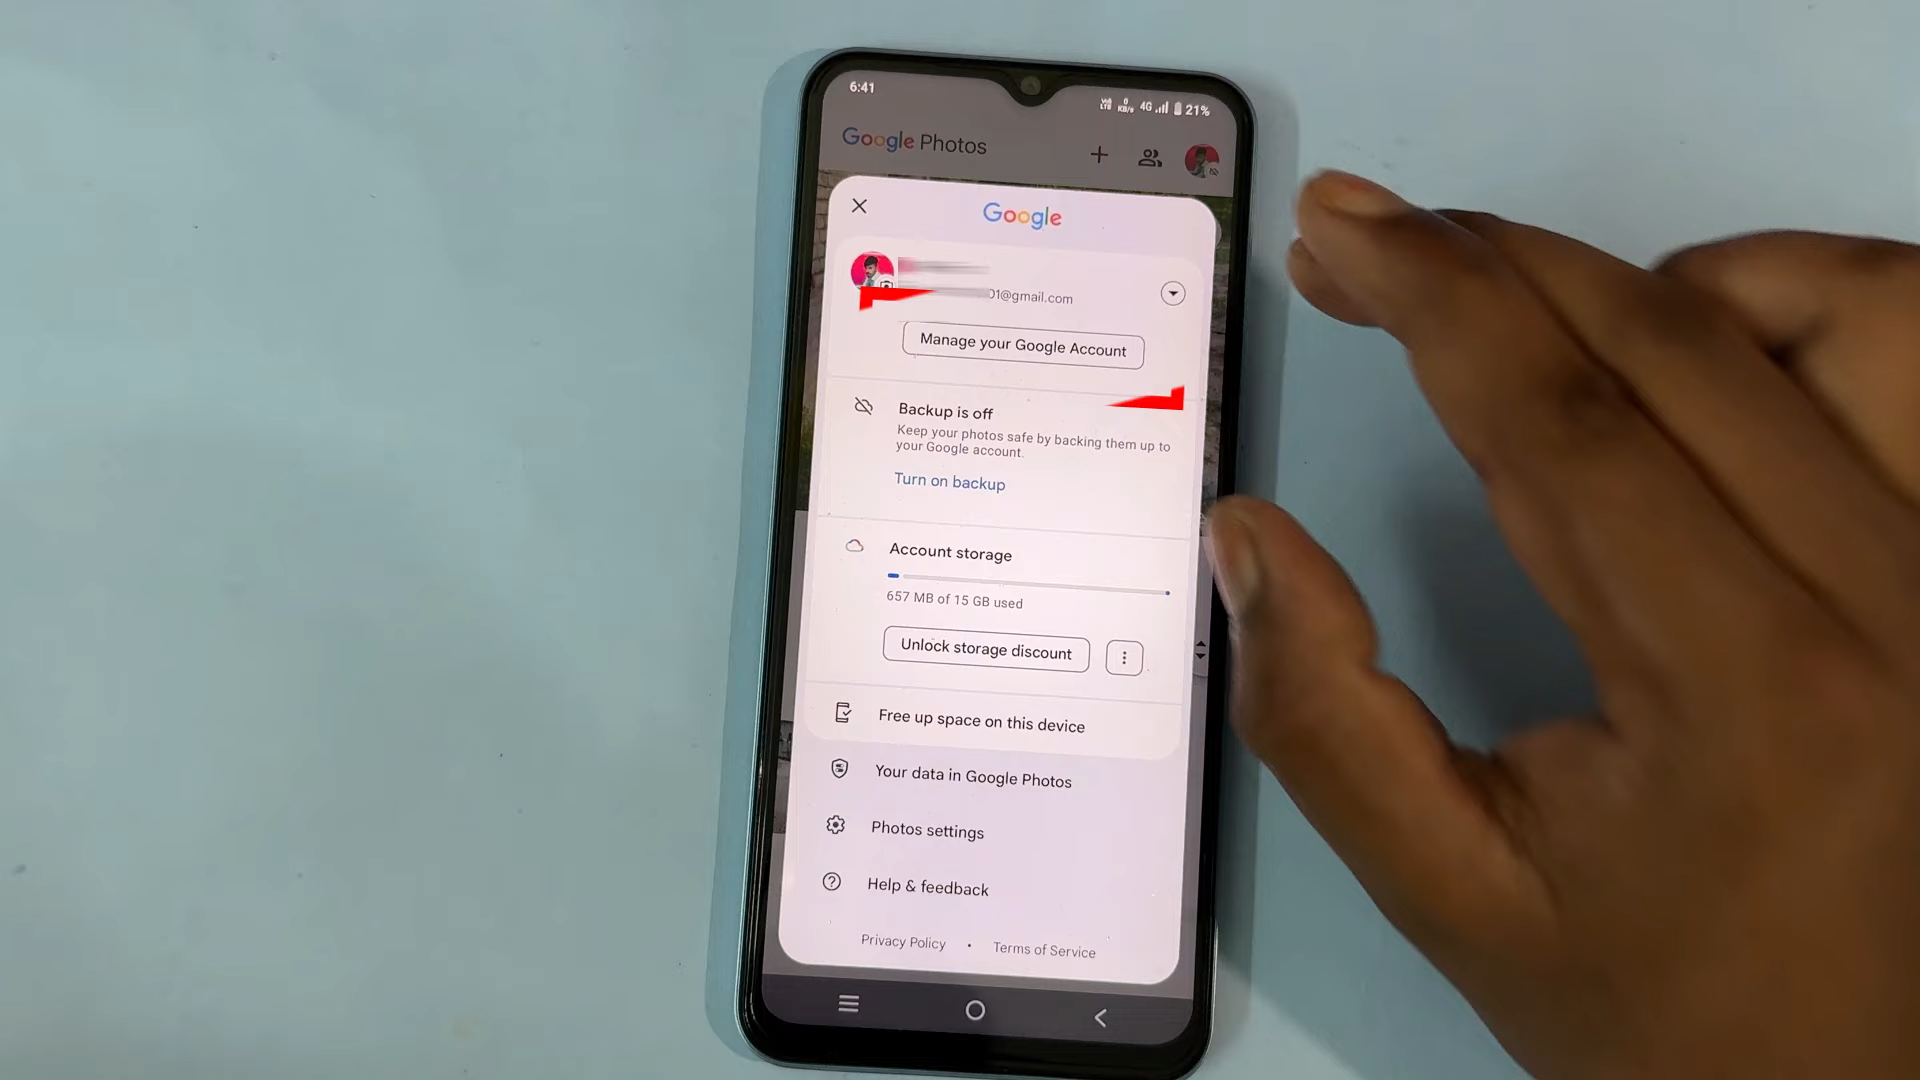 6:41
VoLTE 0 KB/s 4G 21%
Google Photos
Google
01@gmail.com
Manage your Google Account
Backup is off
Keep your photos safe by backing them up to
your Google account.
Turn on backup
Account storage
657 MB of 15 GB used
Unlock storage discount
Free up space on this device
Your data in Google Photos
Photos settings
Help & feedback
Privacy Policy • Terms of Service